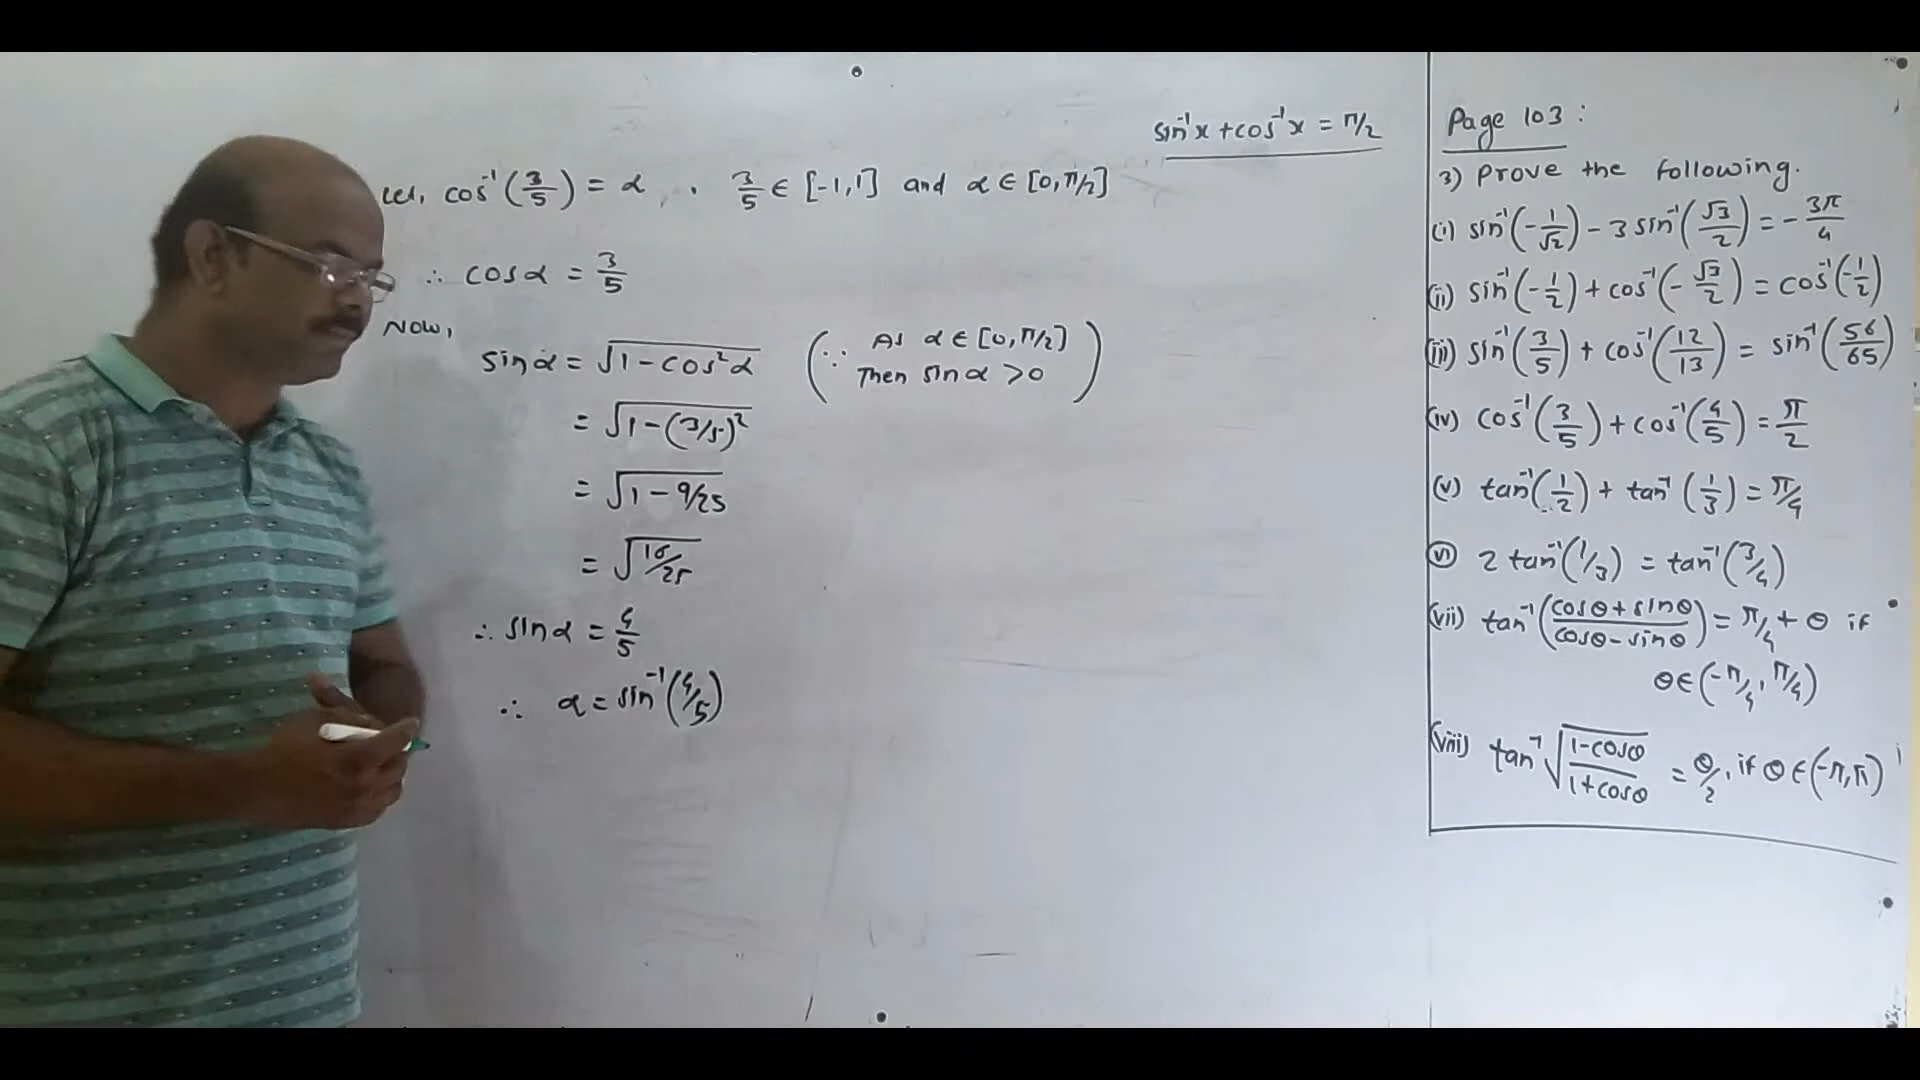 sin⁻¹x + cos⁻¹x = π/2
Let, cos⁻¹(3/5) = α , 3/5 ∈ [-1,1] and α ∈ [0,π/2]
∴ cosα = 3/5
Now,
sinα = √(1-cos²α) (∵ As α ∈ [0,π/2]
Then sinα > 0)
= √(1-(3/5)²)
= √(1-9/25)
= √(16/25)
∴ sinα = 4/5
∴ α = sin⁻¹(4/5)
Page 103 :
3) Prove the following.
(i) sin⁻¹(-1/√2) - 3 sin⁻¹(√3/2) = -3π/4
(ii) sin⁻¹(-1/2) + cos⁻¹(-√3/2) = cos⁻¹(-1/2)
(iii) sin⁻¹(3/5) + cos⁻¹(12/13) = sin⁻¹(56/65)
(iv) cos⁻¹(3/5) + cos⁻¹(4/5) = π/2
(v) tan⁻¹(1/2) + tan⁻¹(1/3) = π/4
(vi) 2 tan⁻¹(1/3) = tan⁻¹(3/4)
(vii) tan⁻¹((cosθ+sinθ)/(cosθ-sinθ)) = π/4 + θ if
θ∈(-π/4, π/4)
(viii) tan⁻¹√((1-cosθ)/(1+cosθ)) = θ/2, if θ∈(-π,π)